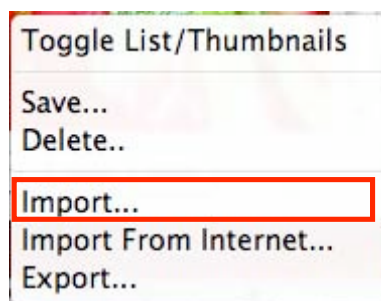 Toggle List/Thumbnails
Save...
Delete..
Import...
Import From Internet...
Export...